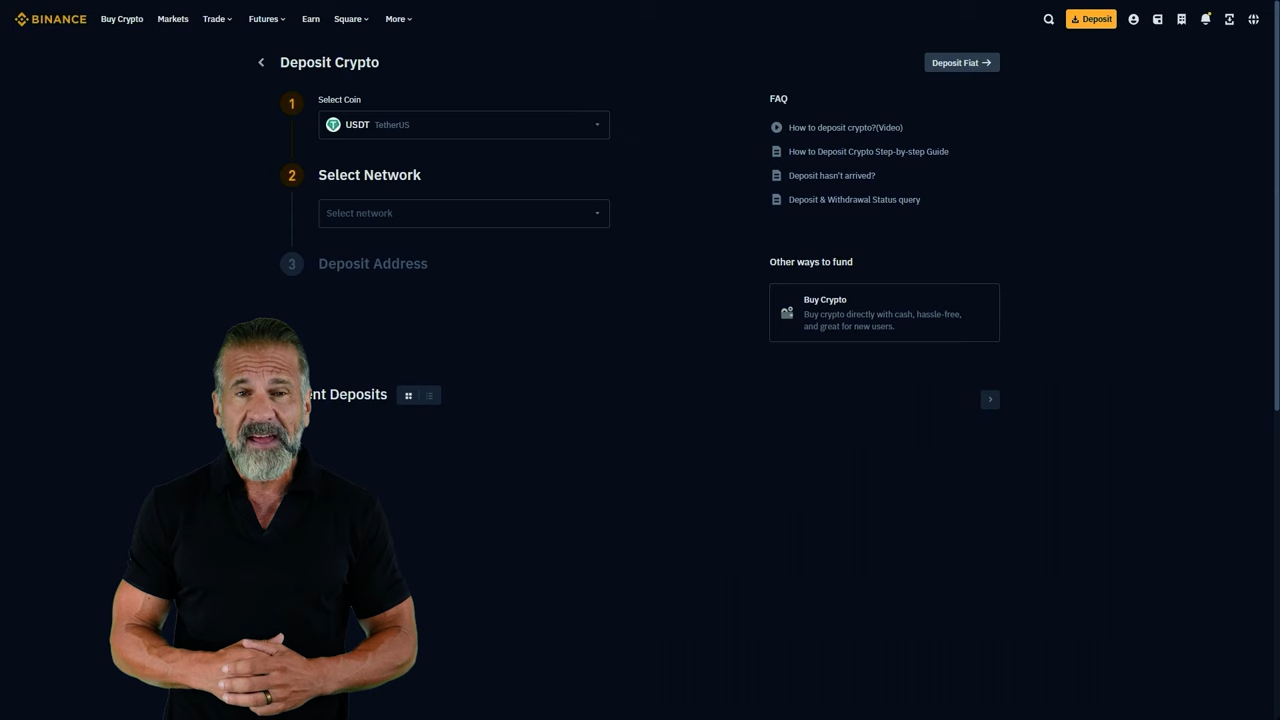 BINANCE Buy Crypto Markets Trade Futures Earn Square More Deposit
Deposit Crypto
Deposit Fiat
1 Select Coin
USDT TetherUS
2 Select Network
Select network
3 Deposit Address
FAQ
How to deposit crypto?(Video)
How to Deposit Crypto Step-by-step Guide
Deposit hasn't arrived?
Deposit & Withdrawal Status query
Other ways to fund
Buy Crypto
Buy crypto directly with cash, hassle-free,
and great for new users.
nt Deposits